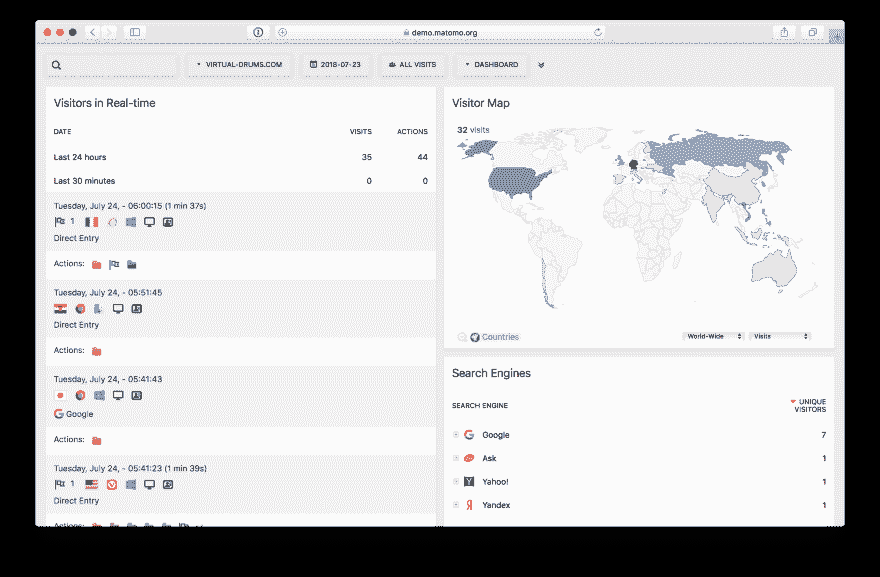 demo.matomo.org
VIRTUAL-DRUMS.COM
2018-07-23
ALL VISITS
DASHBOARD
Visitors in Real-time
DATE VISITS ACTIONS
Last 24 hours 35 44
Last 30 minutes 0 0
Tuesday, July 24, - 06:00:15 (1 min 37s)
1
Direct Entry
Actions:
Tuesday, July 24, - 05:51:45
Direct Entry
Actions:
Tuesday, July 24, - 05:41:43
Google
Actions:
Tuesday, July 24, - 05:41:23 (1 min 39s)
1
Direct Entry
Actions:
Visitor Map
32 visits
Countries
World-Wide
Visits
Search Engines
SEARCH ENGINE UNIQUE
VISITORS
Google 7
Ask 1
Yahoo! 1
Yandex 1